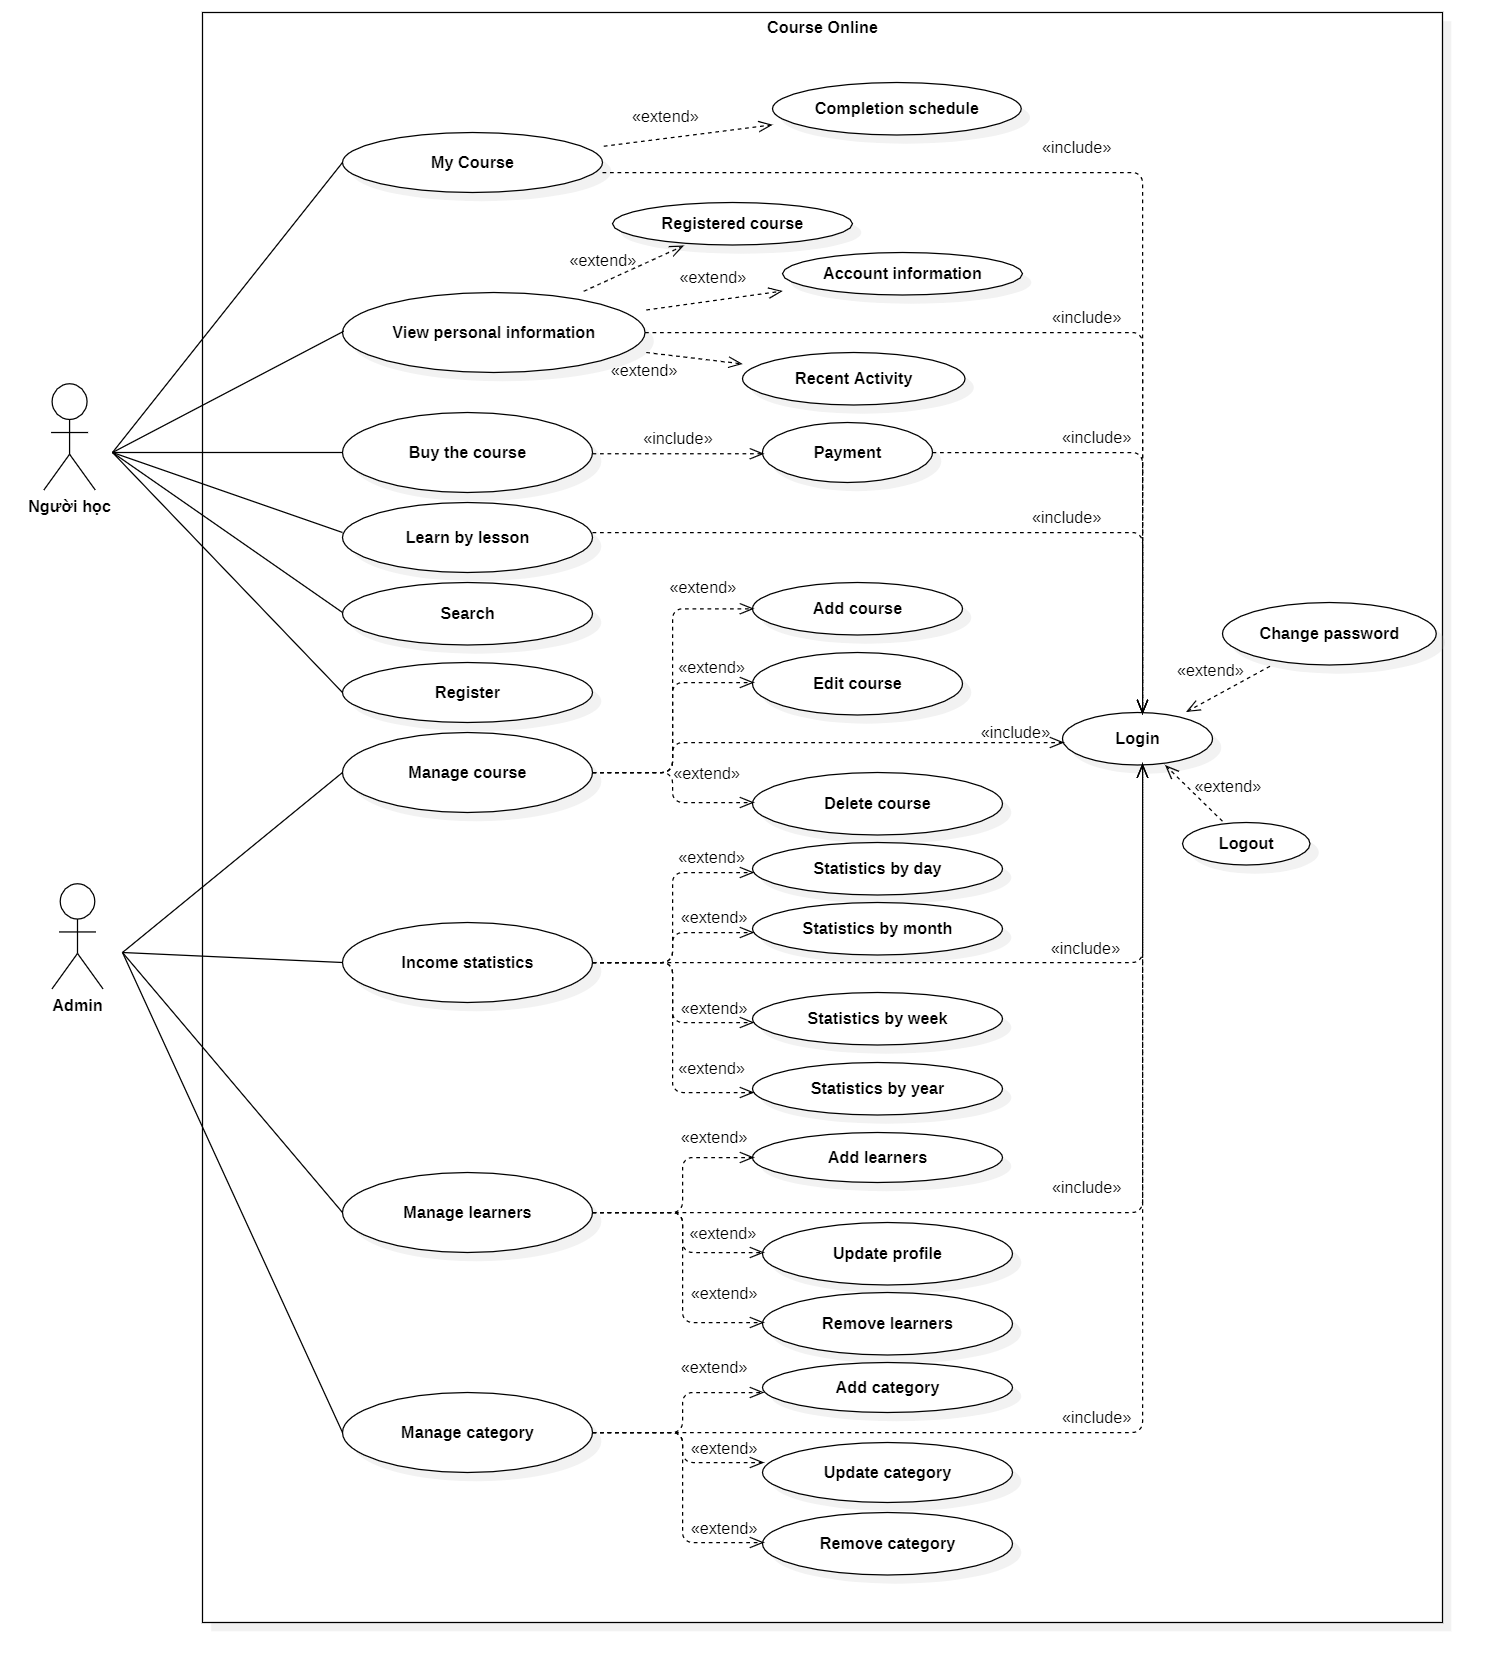 Course Online
Completion schedule
«extend»
My Course
«include»
Registered course
«extend»
Account information
«extend»
View personal information
«include»
«extend»
Recent Activity
Người học
Buy the course
«include»
Payment
«include»
Learn by lesson
«include»
Search
«extend»
Add course
Register
«extend»
Edit course
Change password
«extend»
Manage course
«include»
Login
«extend»
Delete course
«extend»
Logout
Admin
Income statistics
«extend»
Statistics by day
«extend»
Statistics by month
«include»
«extend»
Statistics by week
«extend»
Statistics by year
«extend»
Add learners
Manage learners
«include»
«extend»
Update profile
«extend»
Remove learners
«extend»
Add category
Manage category
«include»
«extend»
Update category
«extend»
Remove category